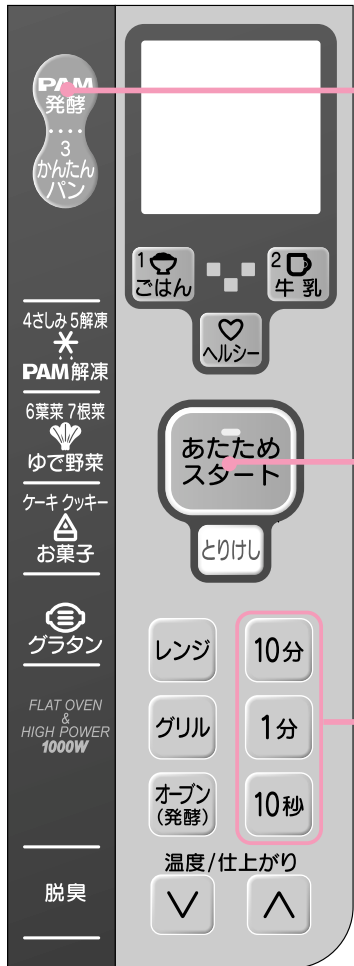 PAM
発酵
3
かんたん
パン
1
ごはん
2
牛乳
ヘルシー
4さしみ 5解凍
PAM解凍
6葉菜 7根菜
ゆで野菜
ケーキ クッキー
お菓子
グラタン
FLAT OVEN
&
HIGH POWER
1000W
脱臭
あたため
スタート
とりけし
レンジ
10分
グリル
1分
オーブン
(発酵)
10秒
温度/仕上がり